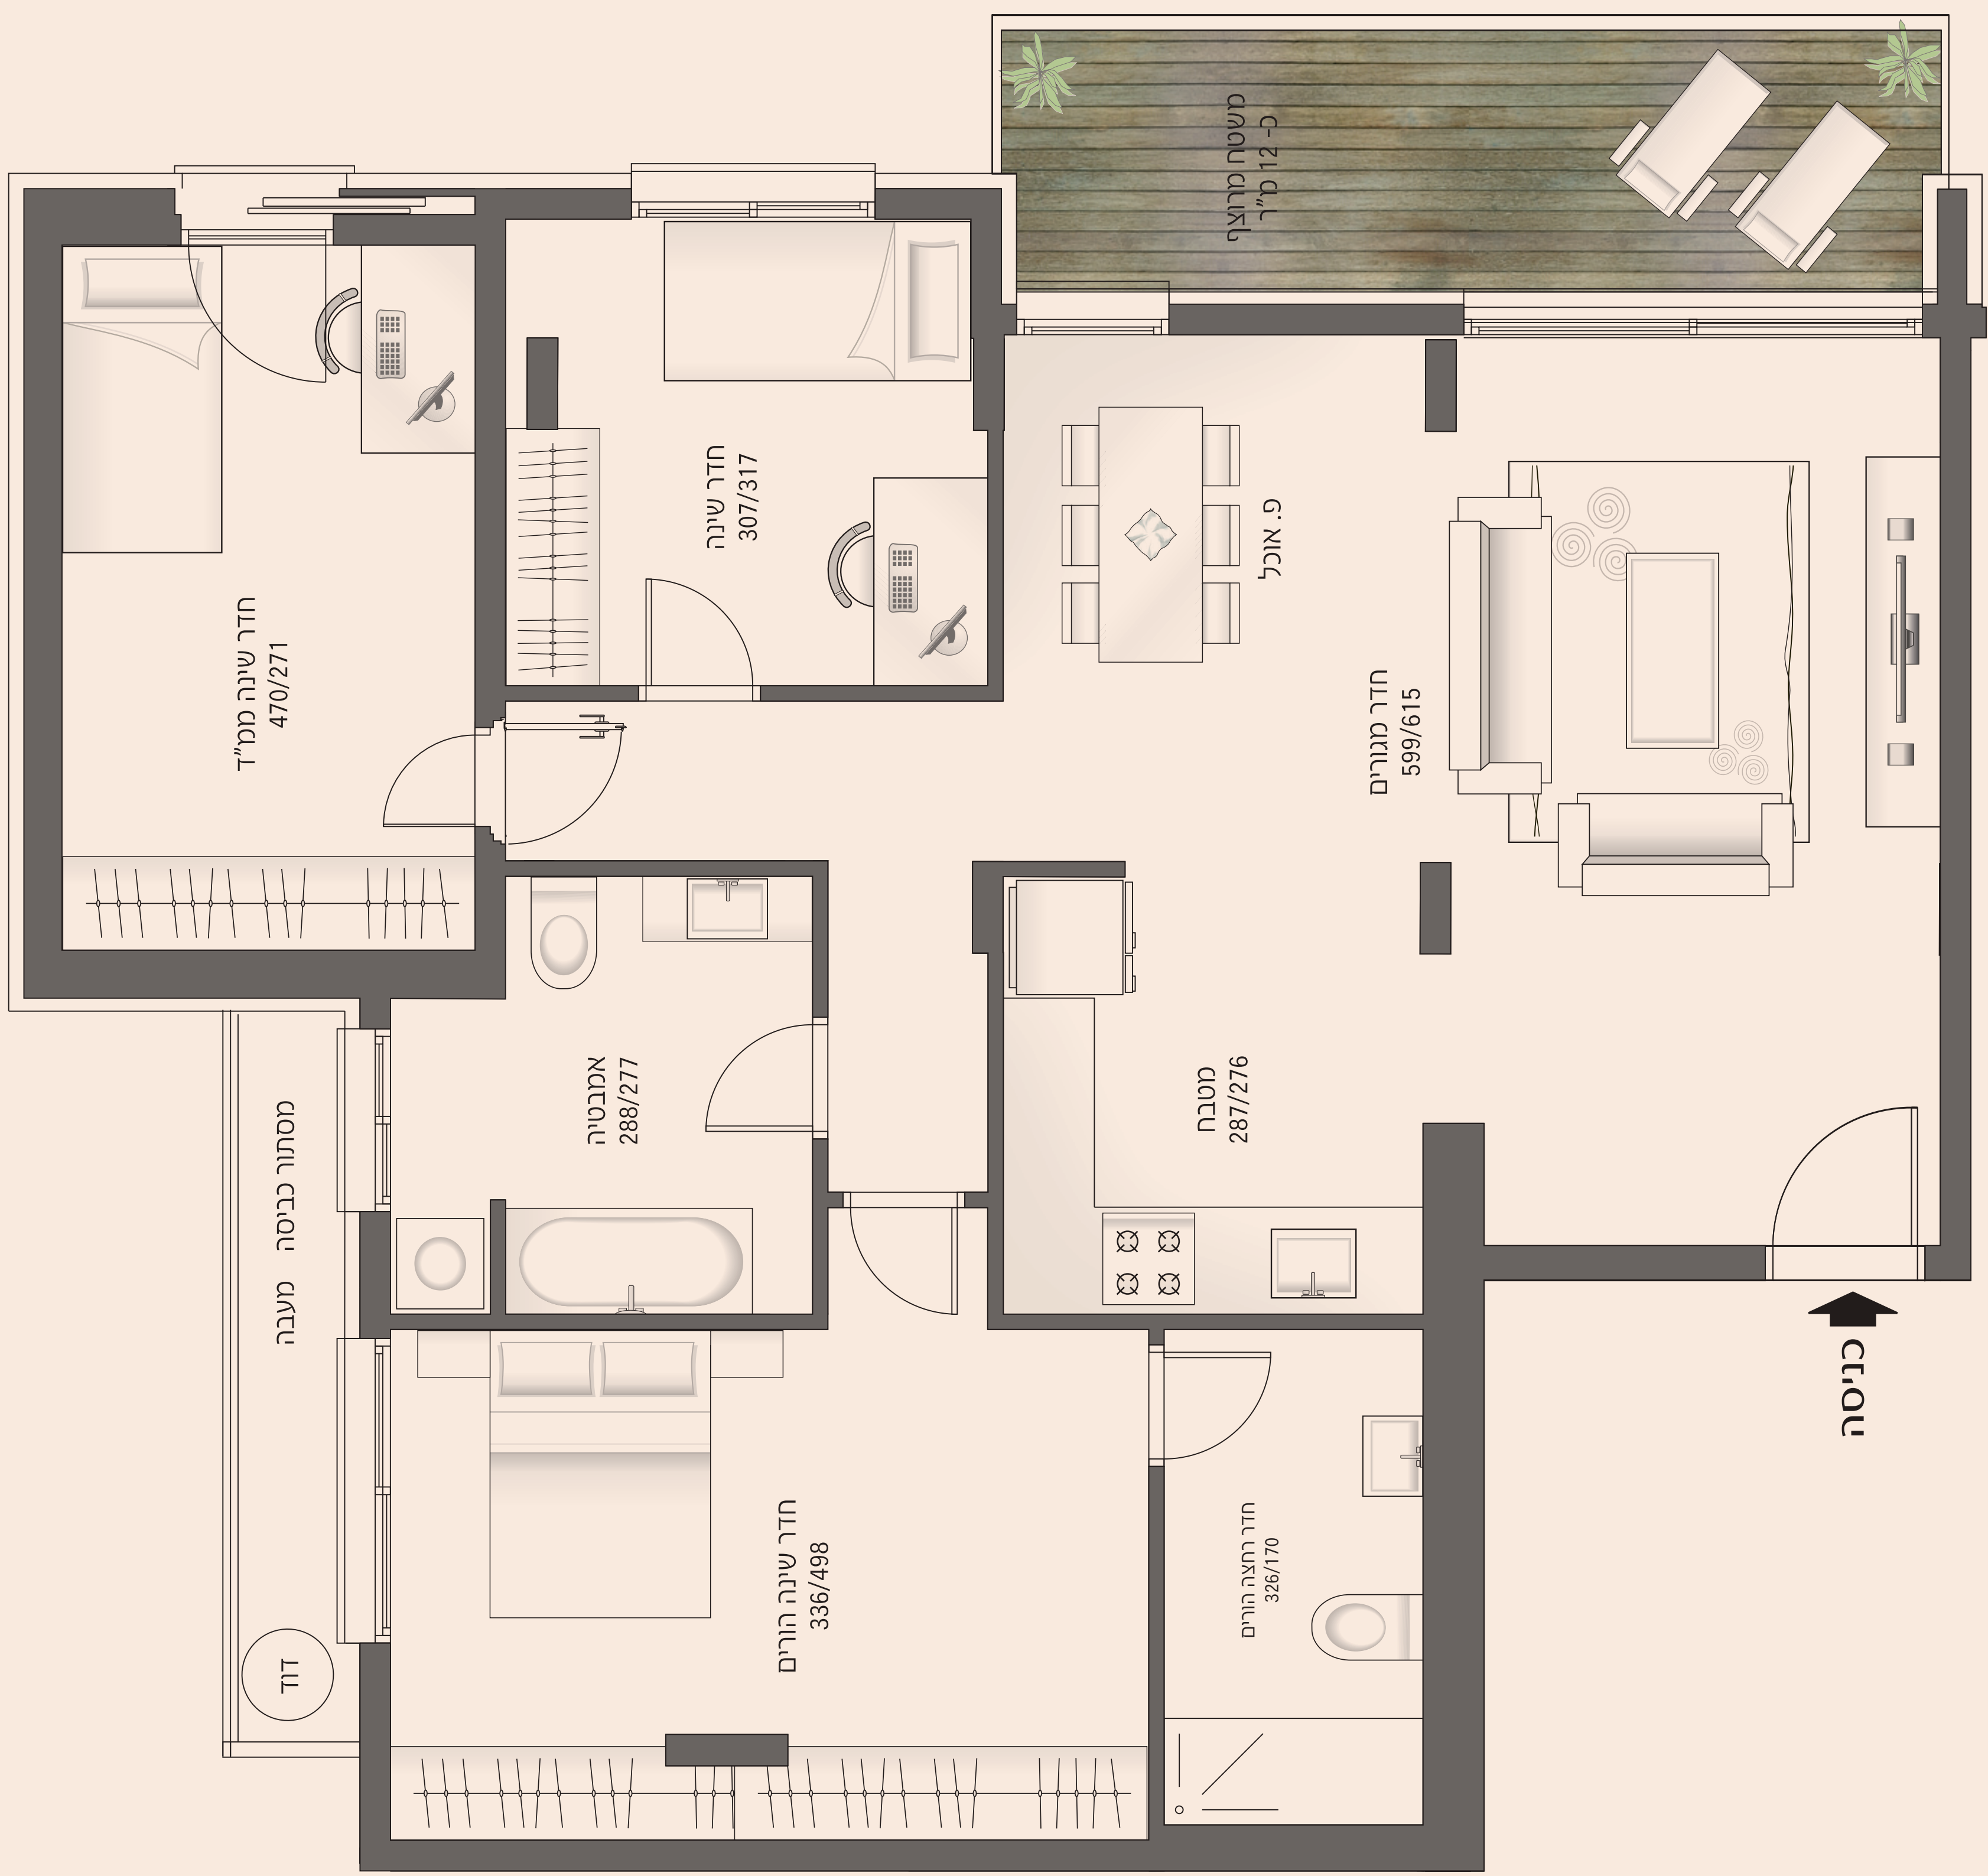 משטח מרוצף
כ- 12 מ"ר
חדר שינה
307/317
פ. אוכל
חדר שינה ממ"ד
470/271
חדר מגורים
599/615
אמבטיה
288/277
מטבח
287/276
מסתור כביסה מעבה
כניסה
חדר שינה הורים
336/498
חדר רחצה הורים
326/170
דוד